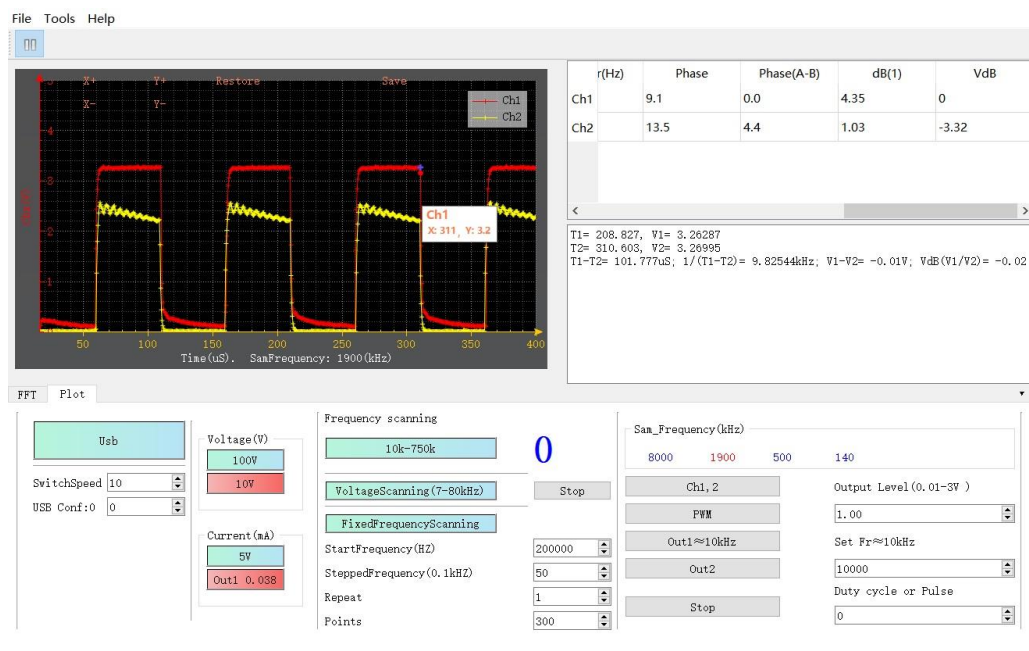 File Tools Help
r(Hz) Phase Phase(A-B) dB(1) VdB
Ch1 9.1 0.0 4.35 0
Ch2 13.5 4.4 1.03 -3.32
X+ Y+ Restore Save
X- Y-
Ch1
Ch2
4
3
2
1
Ch1
X: 311, Y: 3.2
50 100 150 200 250 300 350 400
Time(uS). SamFrequency: 1900(kHz)
T1= 208.827, V1= 3.26287
T2= 310.603, V2= 3.26995
T1-T2= 101.777uS; 1/(T1-T2)= 9.82544kHz; V1-V2= -0.01V; VdB(V1/V2)= -0.02
FFT Plot
Usb
SwitchSpeed 10
USB Conf:0 0
Voltage(V)
100V
10V
Current(mA)
5V
Out1 0.038
Frequency scanning
10k-750k
0
VoltageScanning(7-80kHz) Stop
FixedFrequencyScanning
StartFrequency(HZ) 200000
SteppedFrequency(0.1kHZ) 50
Repeat 1
Points 300
Sam_Frequency(kHz)
8000 1900 500 140
Ch1,2
PWM
Out1≈10kHz
Out2
Stop
Output Level(0.01-3V )
1.00
Set Fr≈10kHz
10000
Duty cycle or Pulse
0